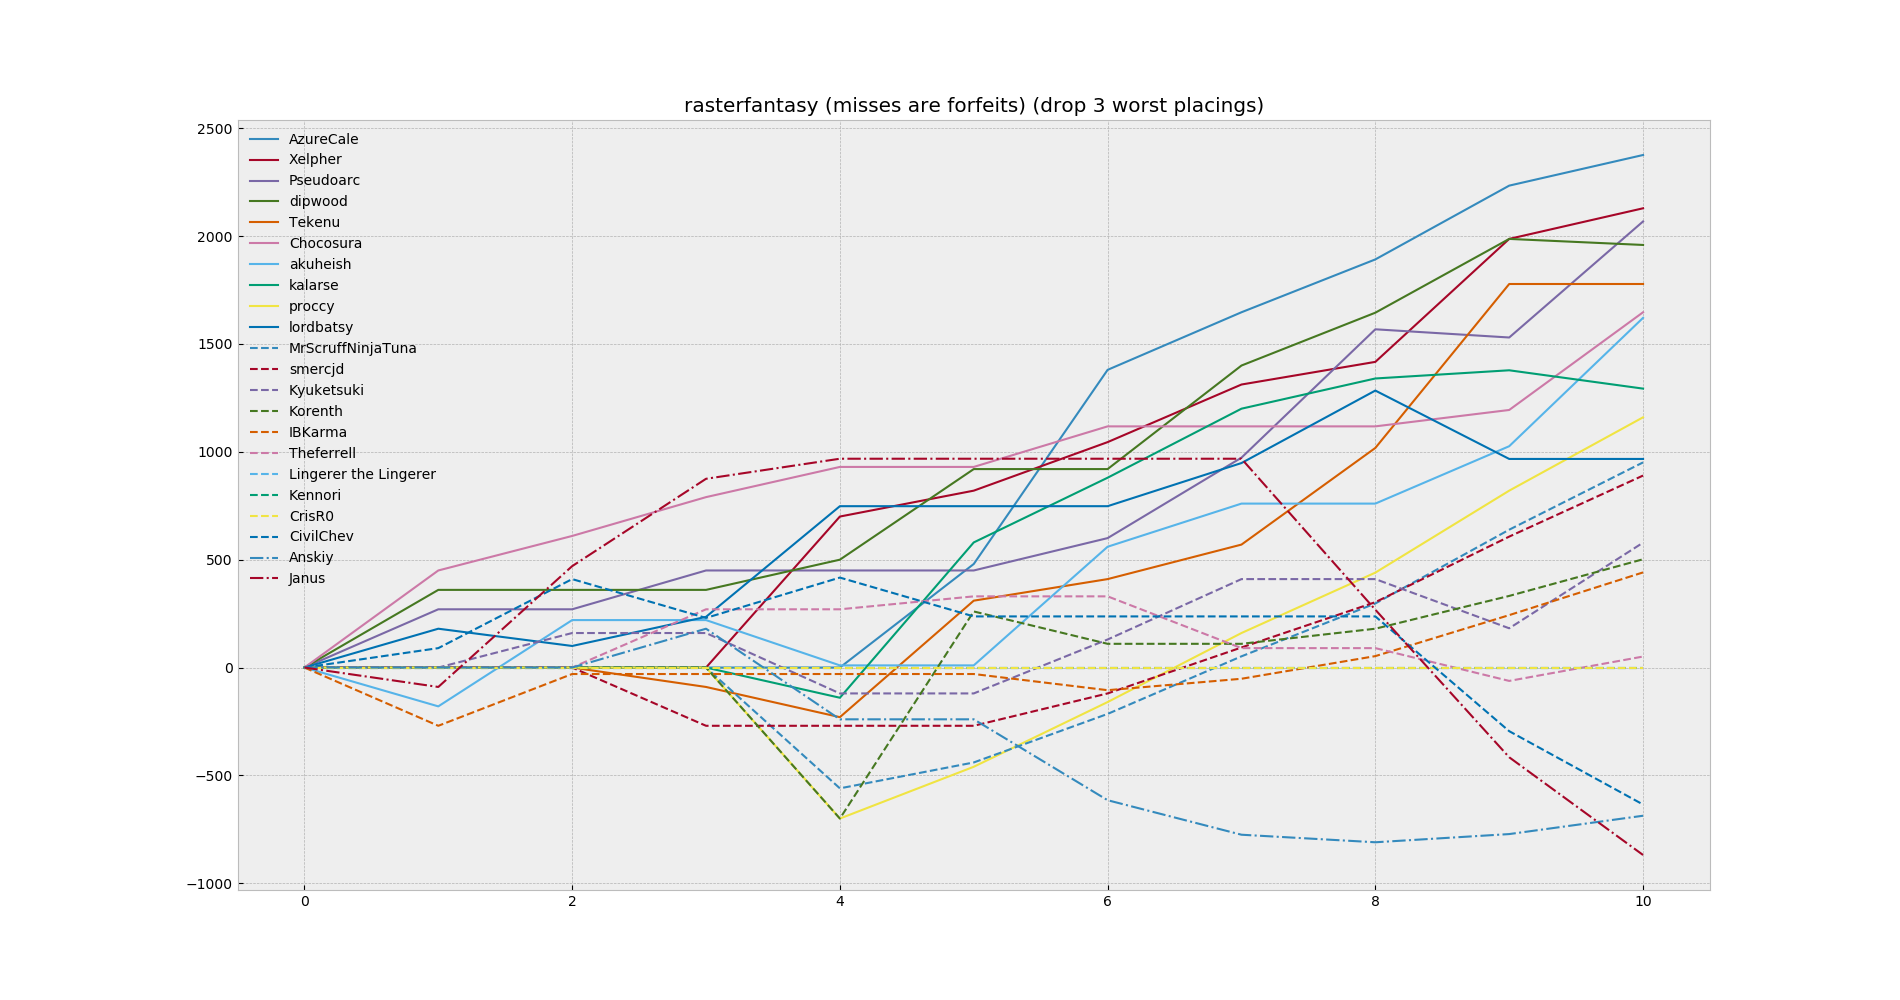 rasterfantasy (misses are forfeits) (drop 3 worst placings)
2500
2000
1500
1000
500
0
−500
−1000
AzureCale
Xelpher
Pseudoarc
dipwood
Tekenu
Chocosura
akuheish
kalarse
proccy
lordbatsy
MrScruffNinjaTuna
smercjd
Kyuketsuki
Korenth
IBKarma
Theferrell
Lingerer the Lingerer
Kennori
CrisR0
CivilChev
Anskiy
Janus
0 2 4 6 8 10